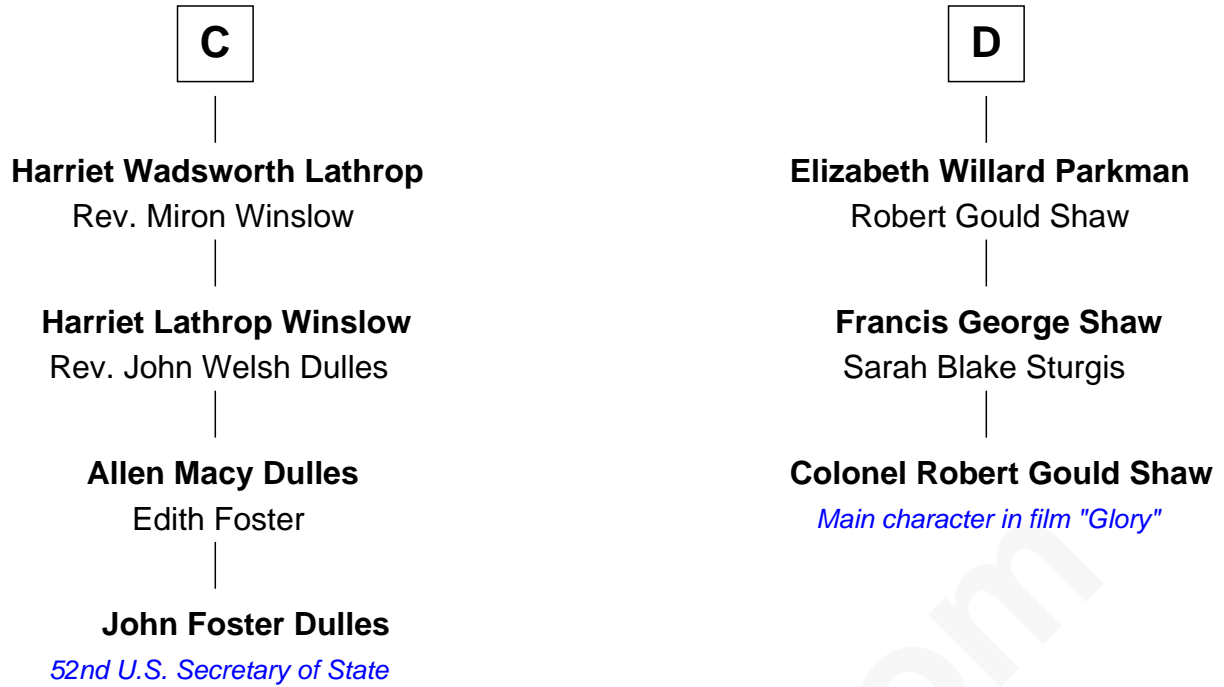 C
Harriet Wadsworth Lathrop
Rev. Miron Winslow
Harriet Lathrop Winslow
Rev. John Welsh Dulles
Allen Macy Dulles
Edith Foster
John Foster Dulles
52nd U.S. Secretary of State
D
Elizabeth Willard Parkman
Robert Gould Shaw
Francis George Shaw
Sarah Blake Sturgis
Colonel Robert Gould Shaw
Main character in film "Glory"
om